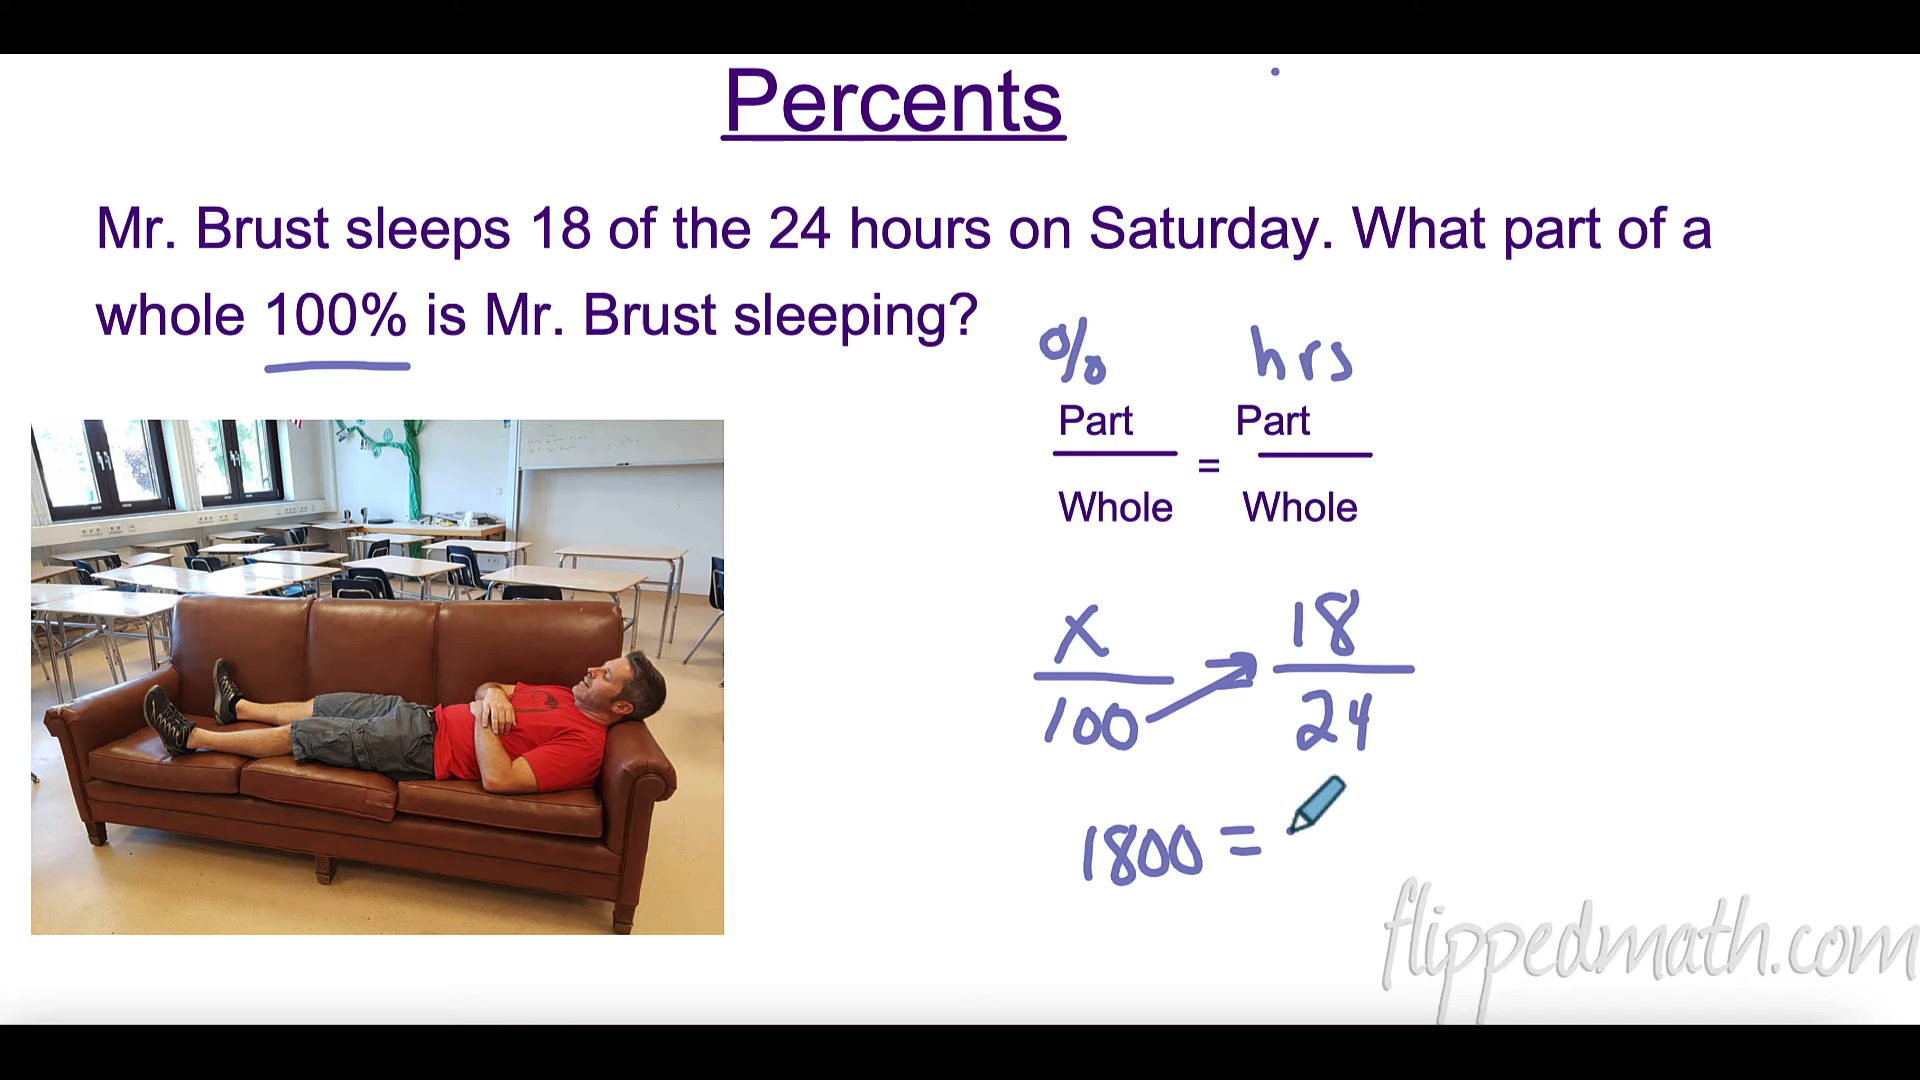 Percents
Mr. Brust sleeps 18 of the 24 hours on Saturday. What part of a
whole 100% is Mr. Brust sleeping?
% hrs
Part Part
=
Whole Whole
x 18
100 24
1800 =
flippedmath.com